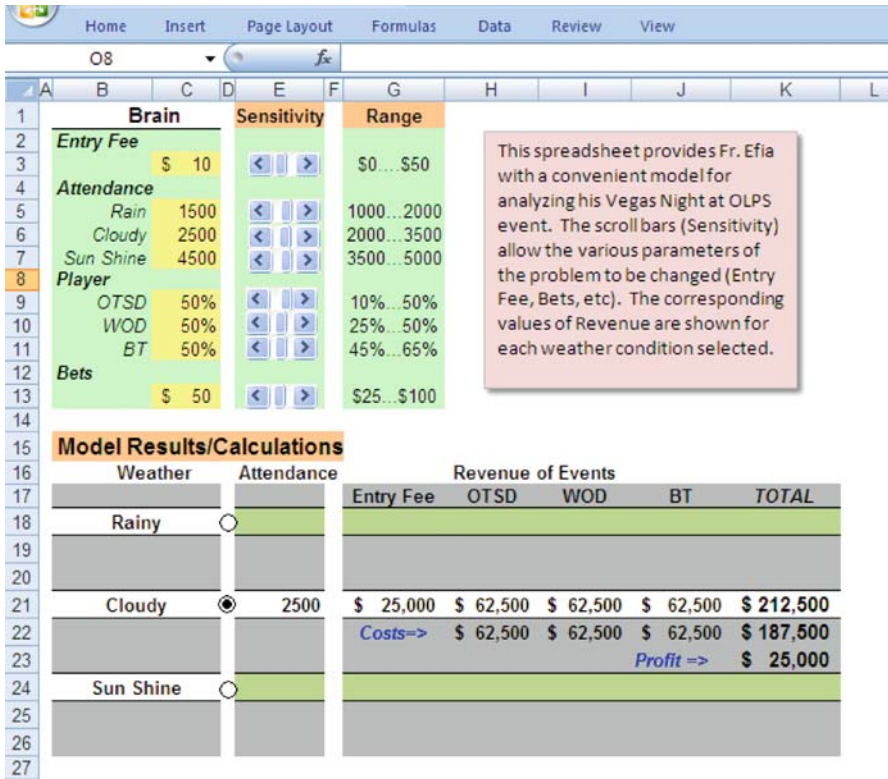 Home Insert Page Layout Formulas Data Review View
O8 fx
A B C D E F G H I J K L
1 Brain Sensitivity Range
2 Entry Fee
3 $ 10 $0....$50
4 Attendance
5 Rain 1500 1000...2000
6 Cloudy 2500 2000...3500
7 Sun Shine 4500 3500...5000
8 Player
9 OTSD 50% 10%...50%
10 WOD 50% 25%...50%
11 BT 50% 45%...65%
12 Bets
13 $ 50 $25...$100
This spreadsheet provides Fr. Efia
with a convenient model for
analyzing his Vegas Night at OLPS
event. The scroll bars (Sensitivity)
allow the various parameters of
the problem to be changed (Entry
Fee, Bets, etc). The corresponding
values of Revenue are shown for
each weather condition selected.
14
15 Model Results/Calculations
16 Weather Attendance Revenue of Events
17 Entry Fee OTSD WOD BT TOTAL
18 Rainy
19
20
21 Cloudy 2500 $ 25,000 $ 62,500 $ 62,500 $ 62,500 $ 212,500
22 Costs=> $ 62,500 $ 62,500 $ 62,500 $ 187,500
23 Profit => $ 25,000
24 Sun Shine
25
26
27